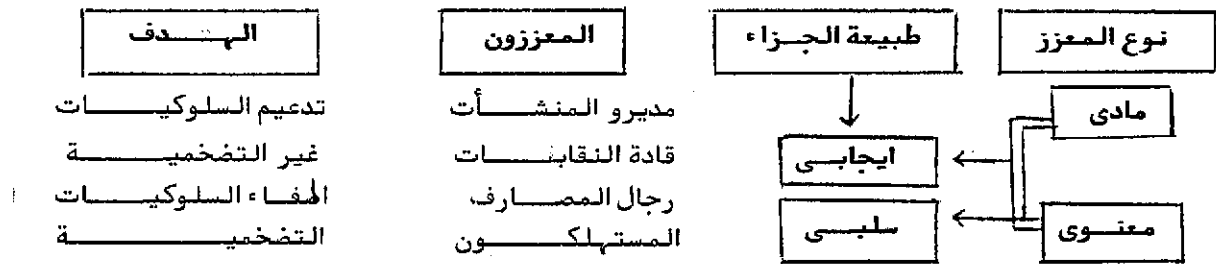 نوع المعزز
طبيعة الجزاء
المعززون
الهدف
مادى
معنوى
ايجابى
سلبى
مديرو المنشأت
قادة النقابات
رجال المصارف
المستهلكون
تدعيم السلوكيات
غير التضخمية
اطفاء السلوكيات
التضخمية